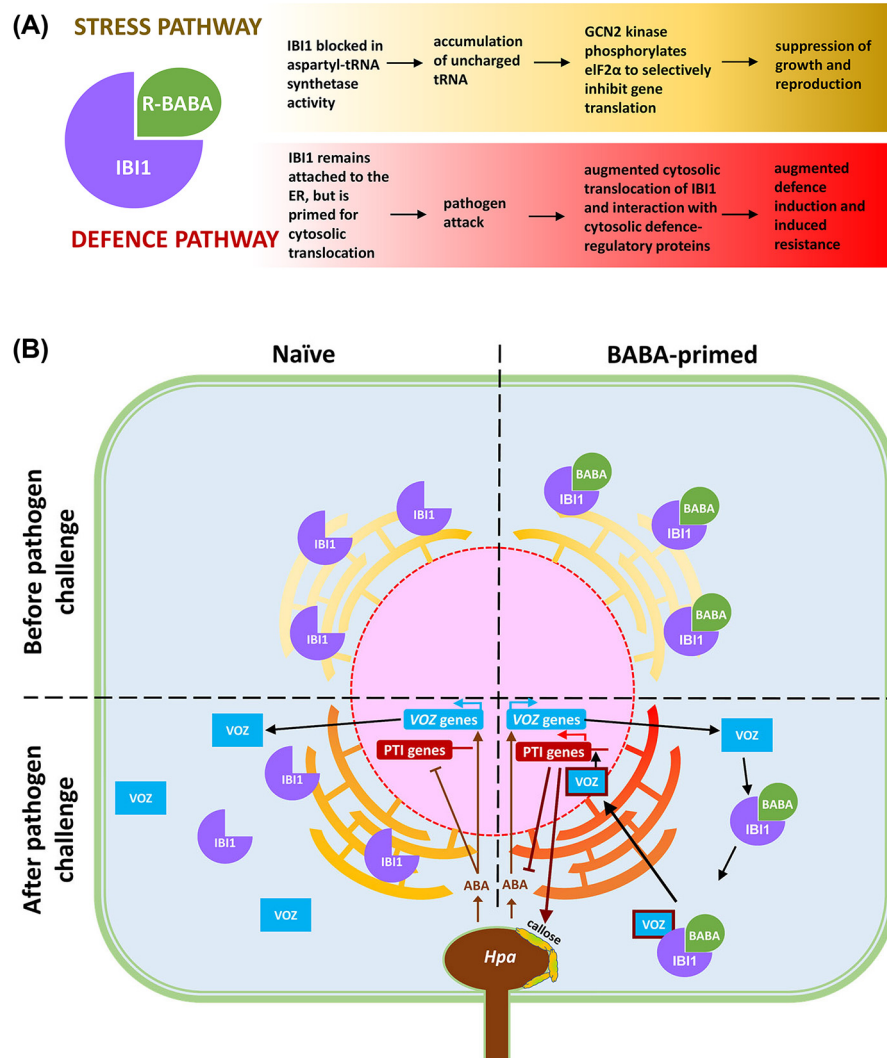 (A)
STRESS PATHWAY
R-BABA
IBI1
DEFENCE PATHWAY
IBI1 blocked in
aspartyl-tRNA
synthetase
activity
accumulation
of uncharged
tRNA
GCN2 kinase
phosphorylates
eIF2α to selectively
inhibit gene
translation
suppression of
growth and
reproduction
IBI1 remains
attached to the
ER, but is
primed for
cytosolic
translocation
pathogen
attack
augmented cytosolic
translocation of IBI1
and interaction with
cytosolic defence-
regulatory proteins
augmented
defence
induction and
induced
resistance
(B)
Naïve
BABA-primed
Before pathogen
challenge
IBI1
IBI1
IBI1
BABA
IBI1
BABA
IBI1
BABA
IBI1
After pathogen
challenge
VOZ
VOZ genes
PTI genes
IBI1
VOZ
IBI1
IBI1
VOZ
ABA
VOZ genes
PTI genes
VOZ
VOZ
BABA
IBI1
ABA
VOZ
BABA
IBI1
callose
Hpa